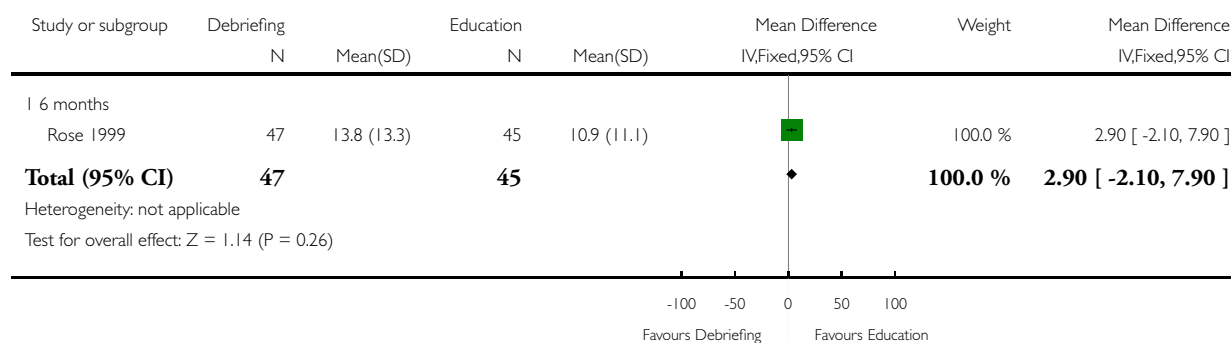 Study or subgroup Debriefing Education Mean Difference Weight Mean Difference
N Mean(SD) N Mean(SD) IV,Fixed,95% CI IV,Fixed,95% CI
1 6 months
Rose 1999 47 13.8 (13.3) 45 10.9 (11.1) 100.0 % 2.90 [ -2.10, 7.90 ]
Total (95% CI) 47 45 100.0 % 2.90 [ -2.10, 7.90 ]
Heterogeneity: not applicable
Test for overall effect: Z = 1.14 (P = 0.26)
-100 -50 0 50 100
Favours Debriefing Favours Education